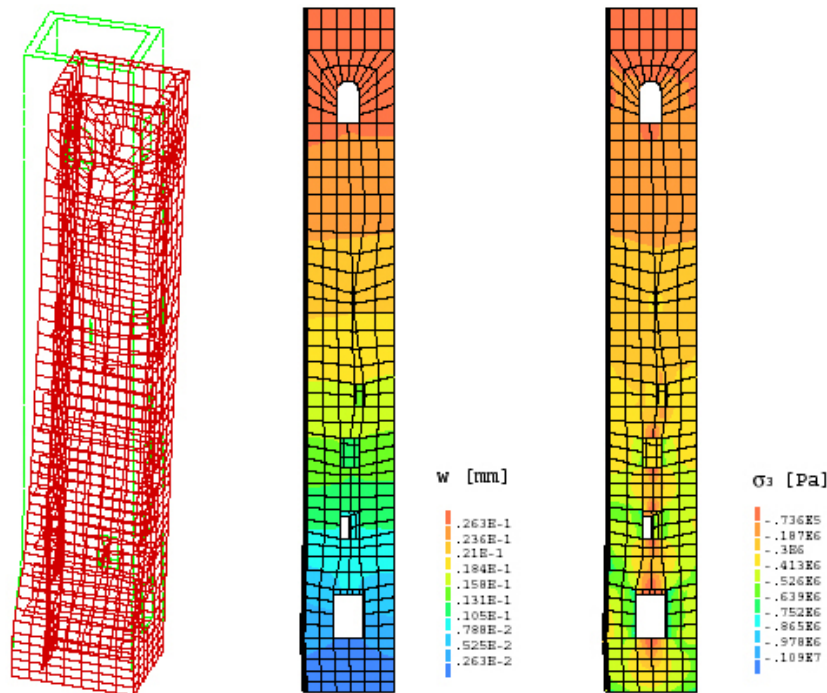 w [mm]
.263E-1
.236E-1
.21E-1
.184E-1
.158E-1
.131E-1
.105E-1
.788E-2
.525E-2
.263E-2
σ3 [Pa]
-.736E5
-.187E6
-.3E6
-.413E6
-.526E6
-.639E6
-.752E6
-.865E6
-.978E6
-.109E7